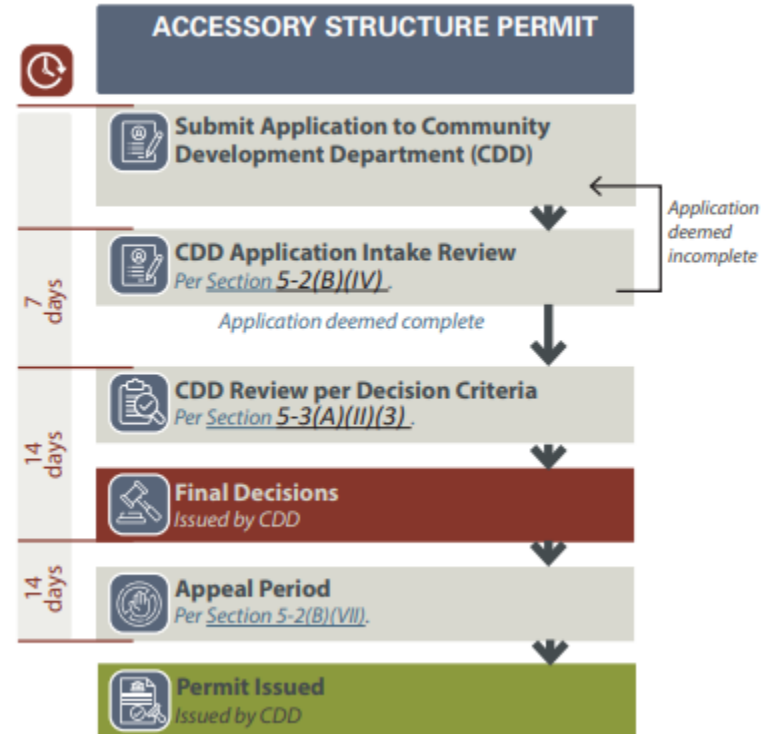 ACCESSORY STRUCTURE PERMIT
Submit Application to Community
Development Department (CDD)
Application
deemed
incomplete
CDD Application Intake Review
Per Section 5-2(B)(IV) .
7
days
Application deemed complete
CDD Review per Decision Criteria
Per Section 5-3(A)(II)(3) .
14
days
Final Decisions
Issued by CDD
14
days
Appeal Period
Per Section 5-2(B)(VII).
Permit Issued
Issued by CDD